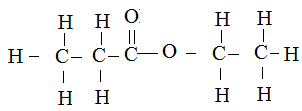 H H O H H
H – C – C – C – O – C – C – H
H H H H